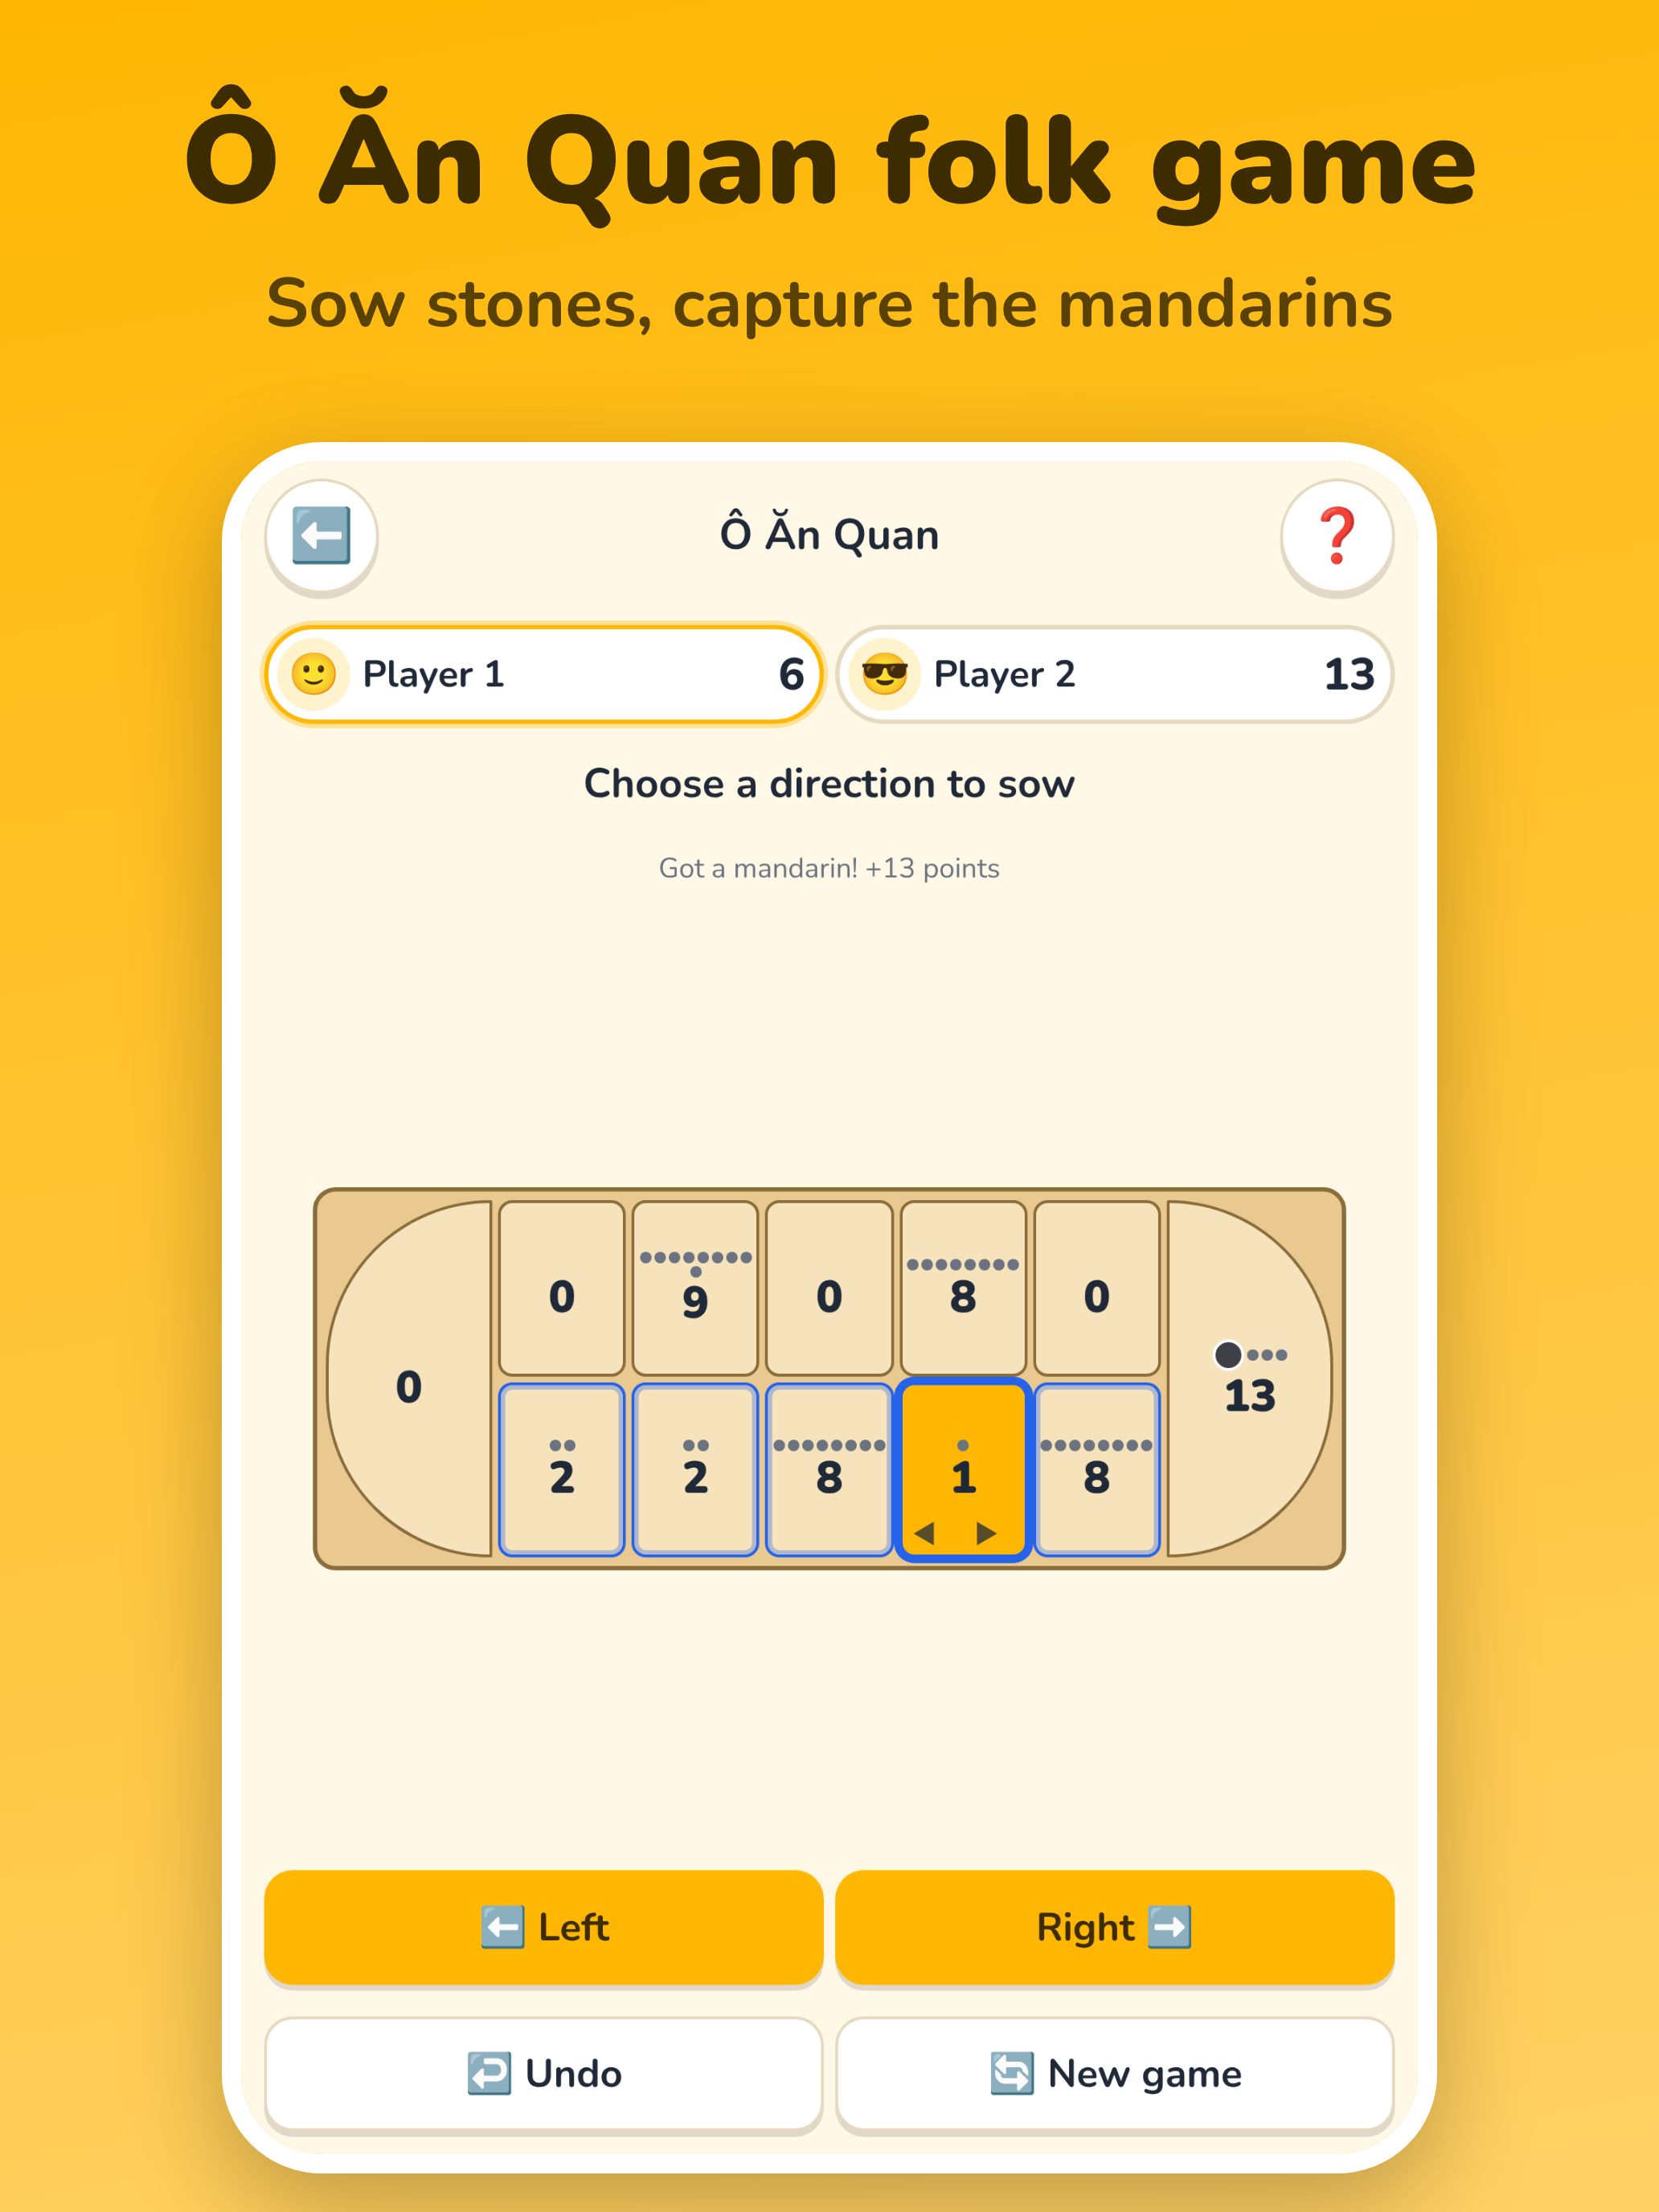 Ô Ăn Quan folk game
Sow stones, capture the mandarins
Ô Ăn Quan
Player 1 6
Player 2 13
Choose a direction to sow
Got a mandarin! +13 points
0 9 0 8 0
0 13
2 2 8 1 8
Left
Right
Undo
New game